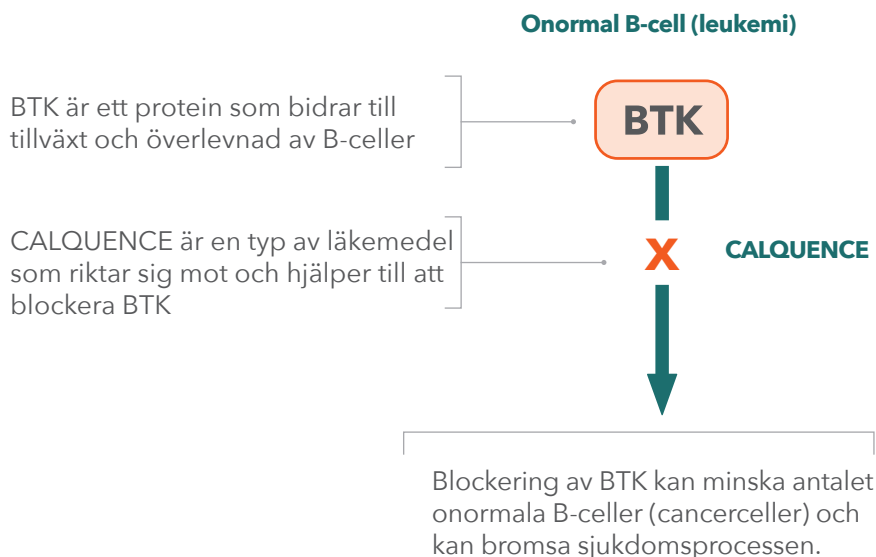 Onormal B-cell (leukemi)
BTK är ett protein som bidrar till
tillväxt och överlevnad av B-celler
BTK
CALQUENCE är en typ av läkemedel
som riktar sig mot och hjälper till att
blockera BTK
X
CALQUENCE
Blockering av BTK kan minska antalet
onormala B-celler (cancerceller) och
kan bromsa sjukdomsprocessen.